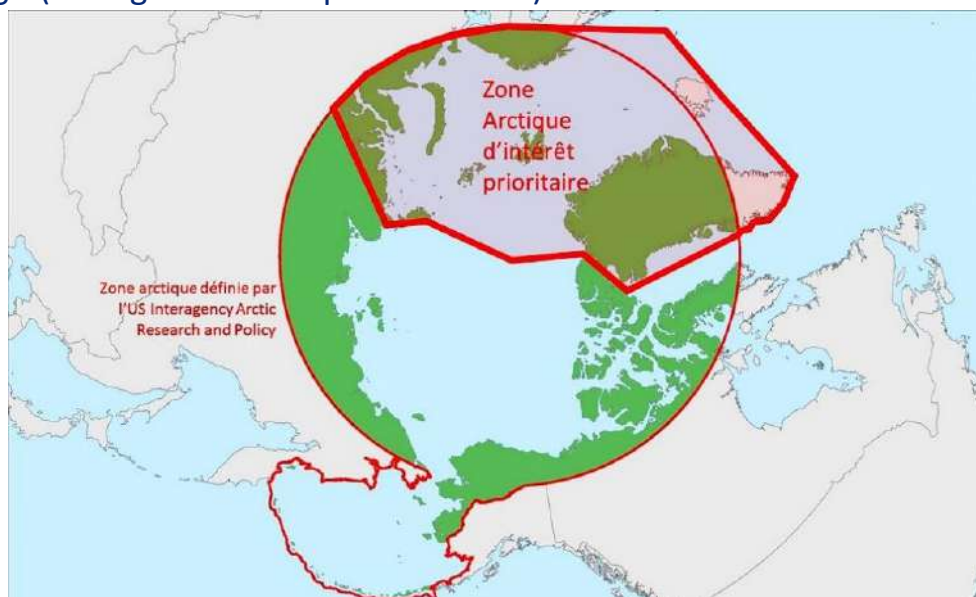 Zone
Arctique
d'intérêt
prioritaire
Zone arctique définie par
l'US Interagency Arctic
Research and Policy